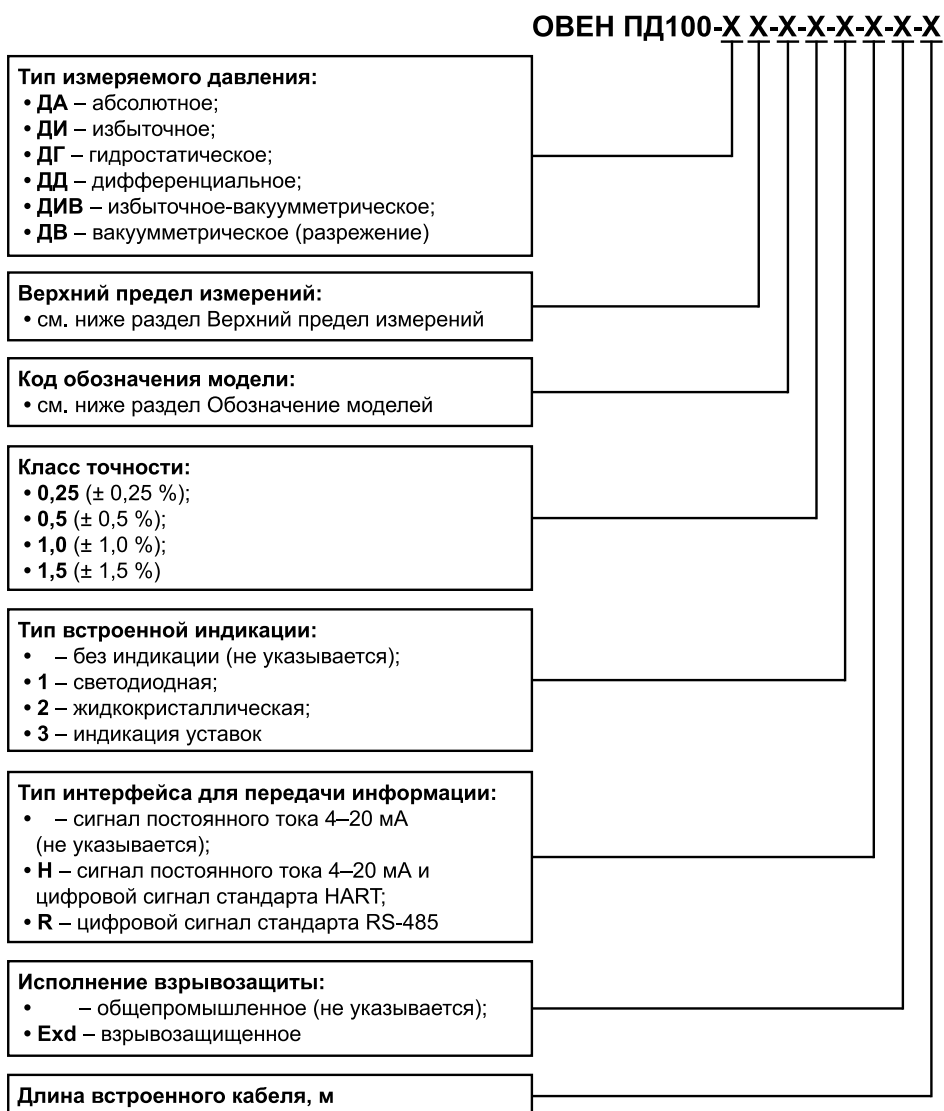 ОВЕН ПД100-Х Х-Х-Х-Х-Х-Х-Х
Тип измеряемого давления:
• ДА – абсолютное;
• ДИ – избыточное;
• ДГ – гидростатическое;
• ДД – дифференциальное;
• ДИВ – избыточное-вакуумметрическое;
• ДВ – вакуумметрическое (разрежение)
Верхний предел измерений:
• см. ниже раздел Верхний предел измерений
Код обозначения модели:
• см. ниже раздел Обозначение моделей
Класс точности:
• 0,25 (± 0,25 %);
• 0,5 (± 0,5 %);
• 1,0 (± 1,0 %);
• 1,5 (± 1,5 %)
Тип встроенной индикации:
• – без индикации (не указывается);
• 1 – светодиодная;
• 2 – жидкокристаллическая;
• 3 – индикация уставок
Тип интерфейса для передачи информации:
• – сигнал постоянного тока 4–20 мА
(не указывается);
• H – сигнал постоянного тока 4–20 мА и
цифровой сигнал стандарта HART;
• R – цифровой сигнал стандарта RS-485
Исполнение взрывозащиты:
• – общепромышленное (не указывается);
• Exd – взрывозащищенное
Длина встроенного кабеля, м